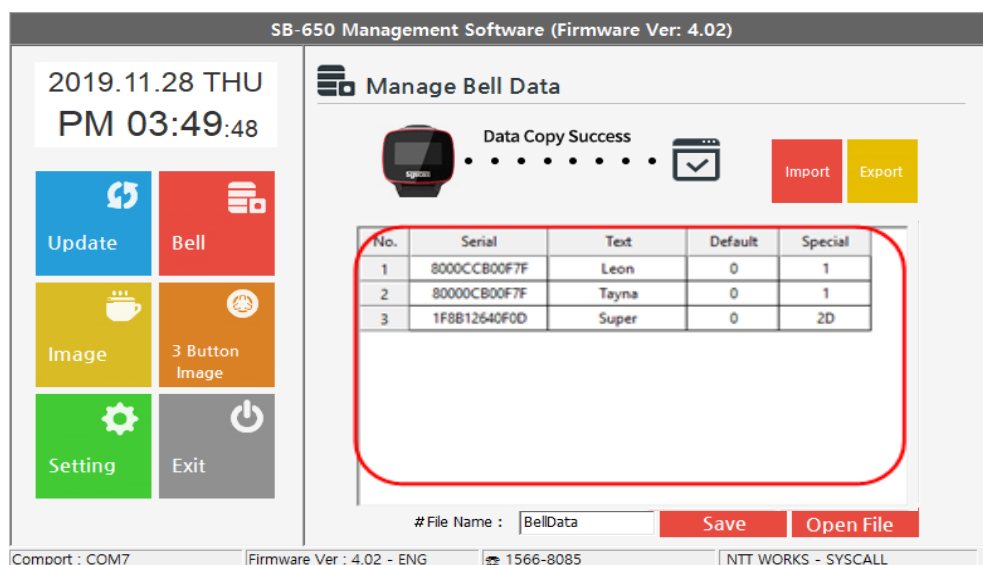 SB-650 Management Software (Firmware Ver: 4.02)
2019.11.28 THU
PM 03:49:48
Update
Bell
Image
3 Button
Image
Setting
Exit
Manage Bell Data
Data Copy Success
syscall
Import
Export
No. Serial Text Default Special
1 8000CCB00F7F Leon 0 1
2 80000CB00F7F Tayna 0 1
3 1F8B12640F0D Super 0 2D
#File Name : BellData Save Open File
Comport : COM7 Firmware Ver : 4.02 - ENG ☎ 1566-8085 NTT WORKS - SYSCALL